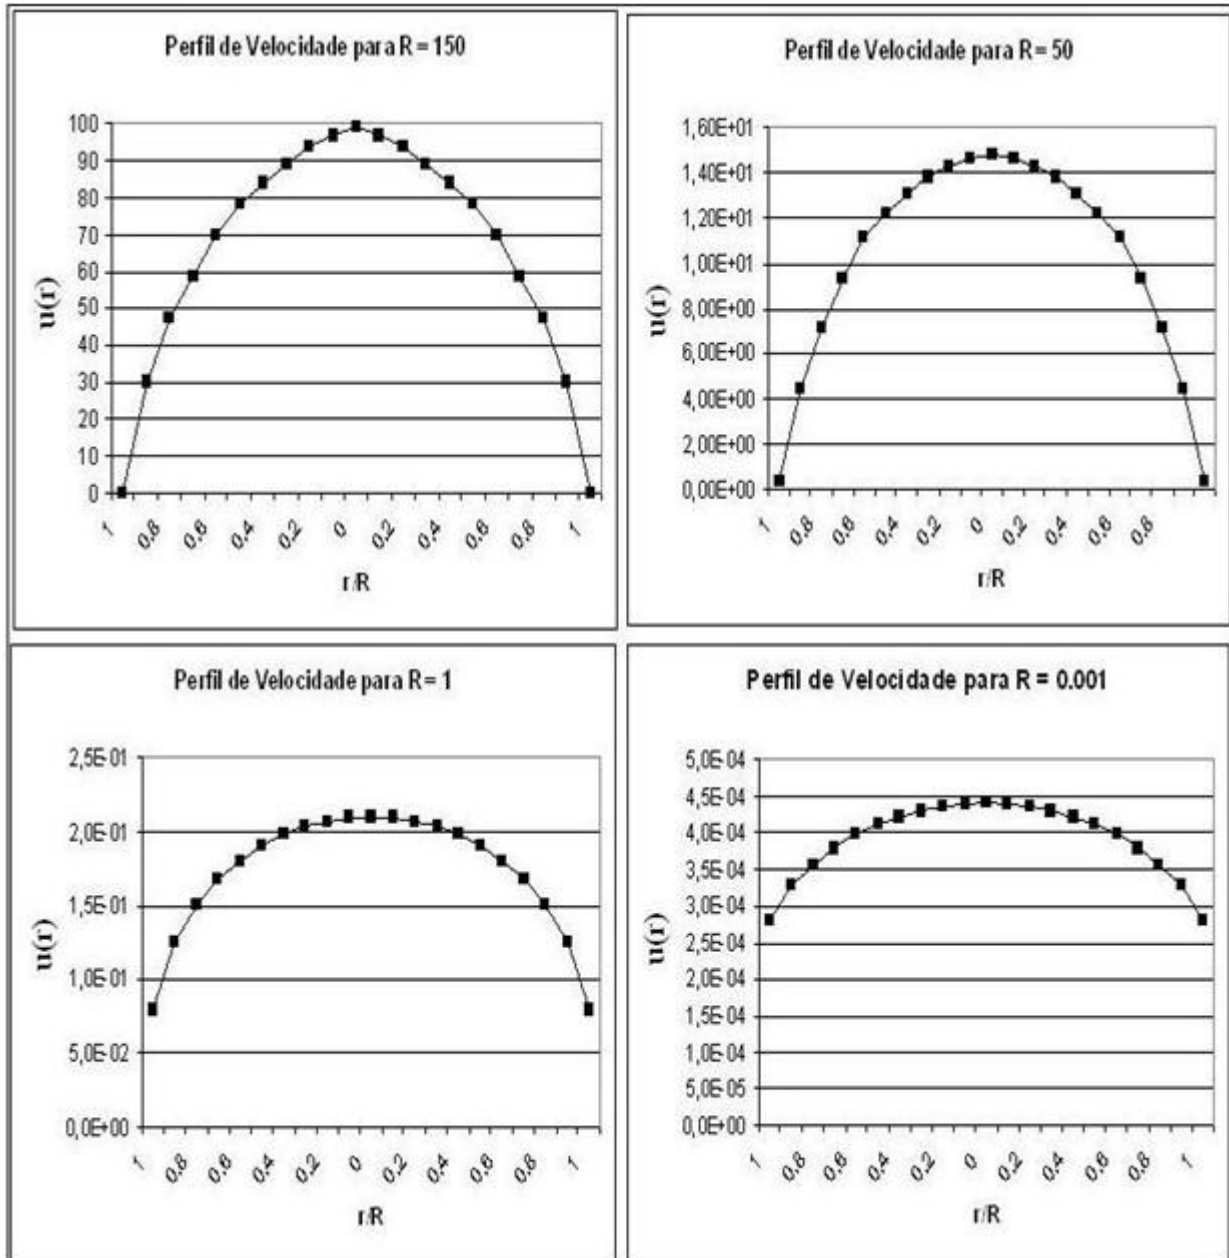 Perfil de Velocidade para R = 150
100
90
80
70
60
50
40
30
20
10
0
u(r)
1
0.8
0.6
0.4
0.2
0
0.2
0.4
0.6
0.8
1
r/R
Perfil de Velocidade para R= 50
1,60E+01
1,40E+01
1,20E+01
1,00E+01
8,00E+00
6,00E+00
4,00E+00
2,00E+00
0,00E+00
u(r)
1
0.8
0.6
0.4
0.2
0
0.2
0.4
0.6
0.8
r/R
Perfil de Velocidade para R= 1
2,5E-01
2,0E-01
1,5E-01
1,0E-01
5,0E-02
0,0E+00
u(r)
1
0.8
0.6
0.4
0.2
0
0.2
0.4
0.6
0.8
1
r/R
Perfil de Velocidade para R = 0.001
5,0E-04
4,5E-04
4,0E-04
3,5E-04
3,0E-04
2,5E-04
2,0E-04
1,5E-04
1,0E-04
5,0E-05
0,0E+00
u(r)
1
0.8
0.6
0.4
0.2
0
0.2
0.4
0.6
0.8
1
r/R